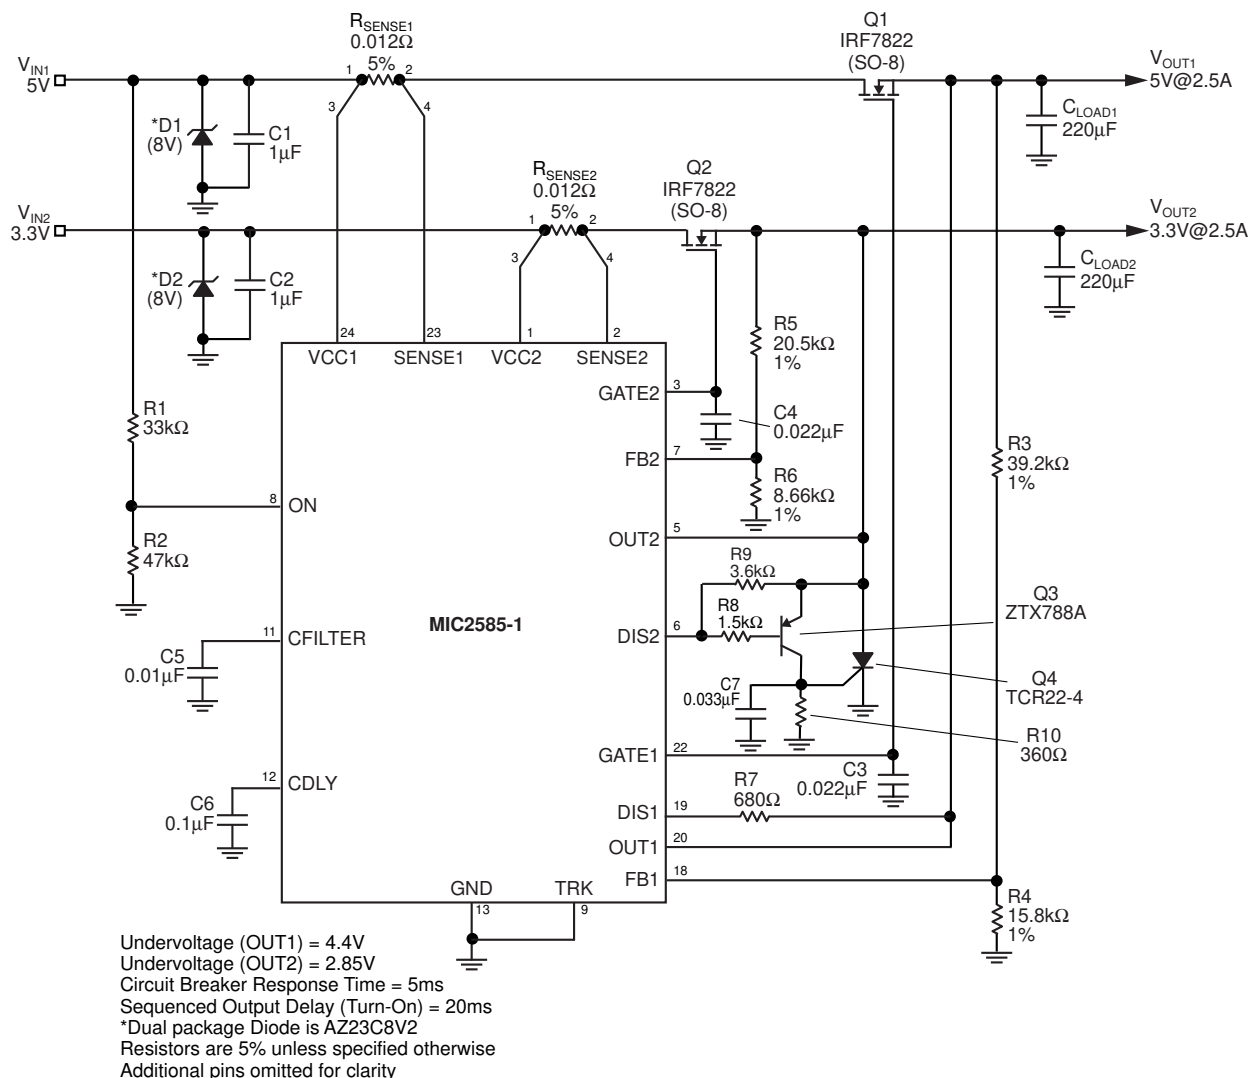 RSENSE1
0.012Ω
5%
Q1
IRF7822
(SO-8)
VIN1
5V
1
2
VOUT1
5V@2.5A
3
4
*D1
(8V)
C1
1µF
CLOAD1
220µF
RSENSE2
0.012Ω
5%
Q2
IRF7822
(SO-8)
VIN2
3.3V
1
2
VOUT2
3.3V@2.5A
3
4
*D2
(8V)
C2
1µF
CLOAD2
220µF
24
23
1
2
VCC1
SENSE1
VCC2
SENSE2
R5
20.5kΩ
1%
GATE2
3
C4
0.022µF
R1
33kΩ
FB2
7
R3
39.2kΩ
1%
R6
8.66kΩ
1%
8
ON
OUT2
5
R2
47kΩ
R9
3.6kΩ
R8
1.5kΩ
Q3
ZTX788A
MIC2585-1
DIS2
6
11
CFILTER
C5
0.01µF
C7
0.033µF
Q4
TCR22-4
R10
360Ω
GATE1
22
C3
0.022µF
12
CDLY
C6
0.1µF
R7
680Ω
DIS1
19
OUT1
20
FB1
18
GND
TRK
13
9
R4
15.8kΩ
1%
Undervoltage (OUT1) = 4.4V
Undervoltage (OUT2) = 2.85V
Circuit Breaker Response Time = 5ms
Sequenced Output Delay (Turn-On) = 20ms
*Dual package Diode is AZ23C8V2
Resistors are 5% unless specified otherwise
Additional pins omitted for clarity